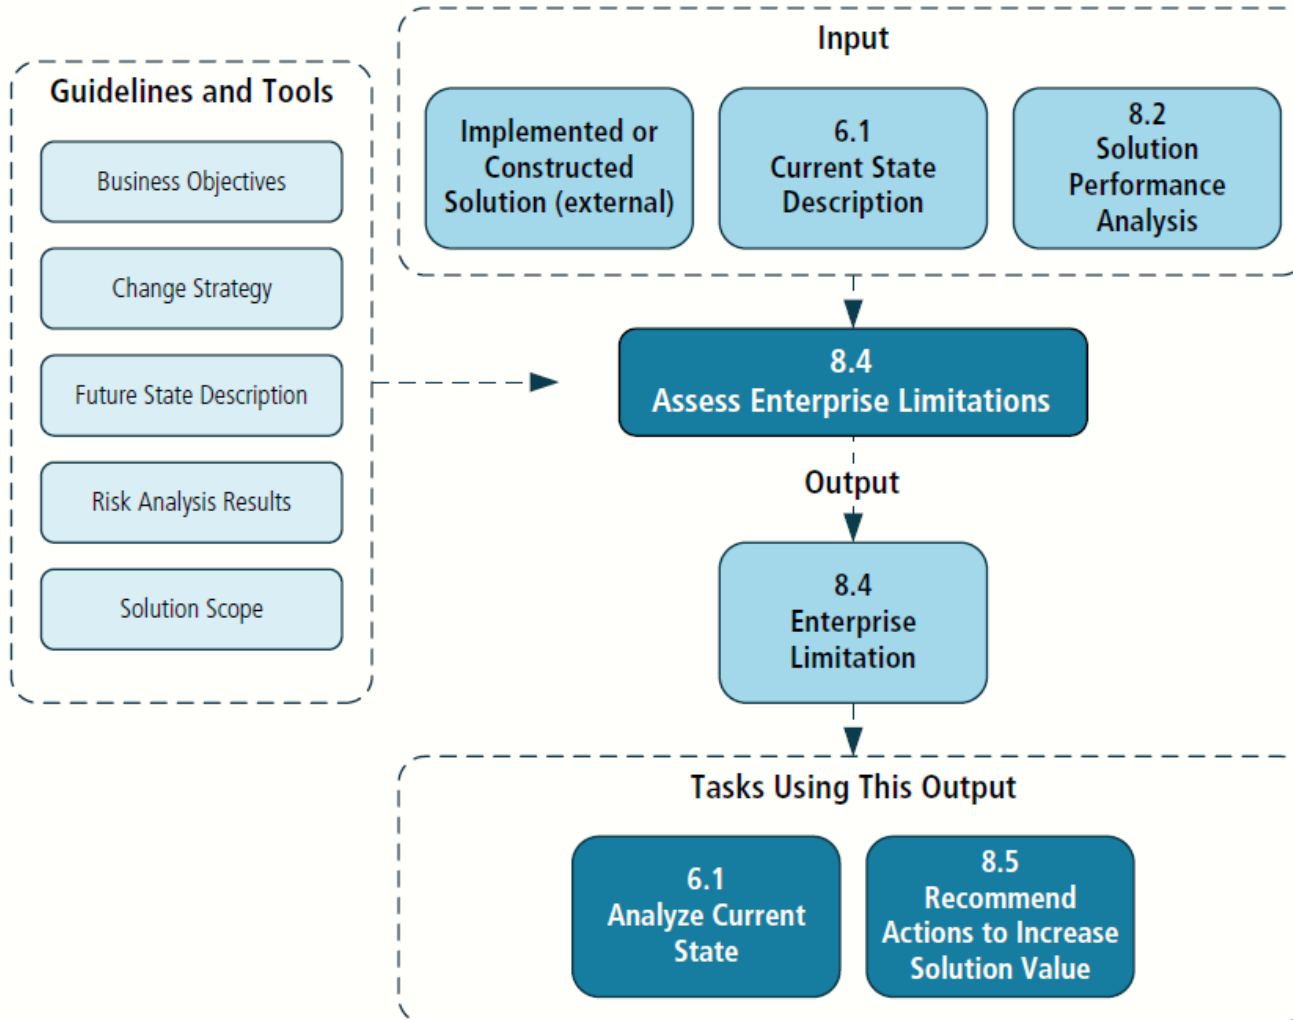 Input
Guidelines and Tools
Business Objectives
Change Strategy
Future State Description
Risk Analysis Results
Solution Scope
Implemented or
Constructed
Solution (external)
6.1
Current State
Description
8.2
Solution
Performance
Analysis
8.4
Assess Enterprise Limitations
Output
8.4
Enterprise
Limitation
Tasks Using This Output
6.1
Analyze Current
State
8.5
Recommend
Actions to Increase
Solution Value